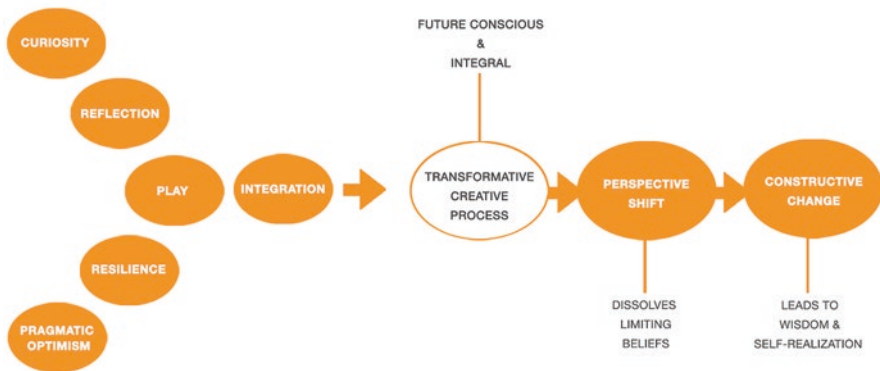 CURIOSITY
REFLECTION
PLAY
INTEGRATION
RESILIENCE
PRAGMATIC
OPTIMISM
FUTURE CONSCIOUS
&
INTEGRAL
TRANSFORMATIVE
CREATIVE
PROCESS
PERSPECTIVE
SHIFT
DISSOLVES
LIMITING
BELIEFS
CONSTRUCTIVE
CHANGE
LEADS TO
WISDOM &
SELF-REALIZATION